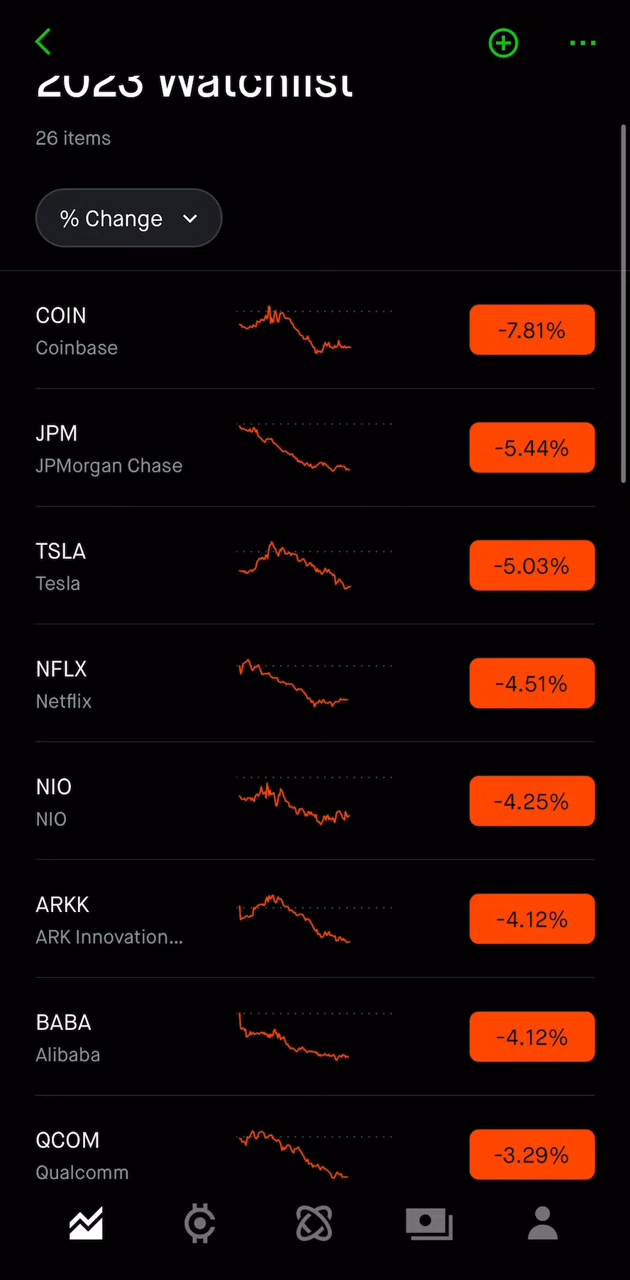 2023 Watchlist
26 items
% Change
COIN
Coinbase
-7.81%
JPM
JPMorgan Chase
-5.44%
TSLA
Tesla
-5.03%
NFLX
Netflix
-4.51%
NIO
NIO
-4.25%
ARKK
ARK Innovation...
-4.12%
BABA
Alibaba
-4.12%
QCOM
Qualcomm
-3.29%